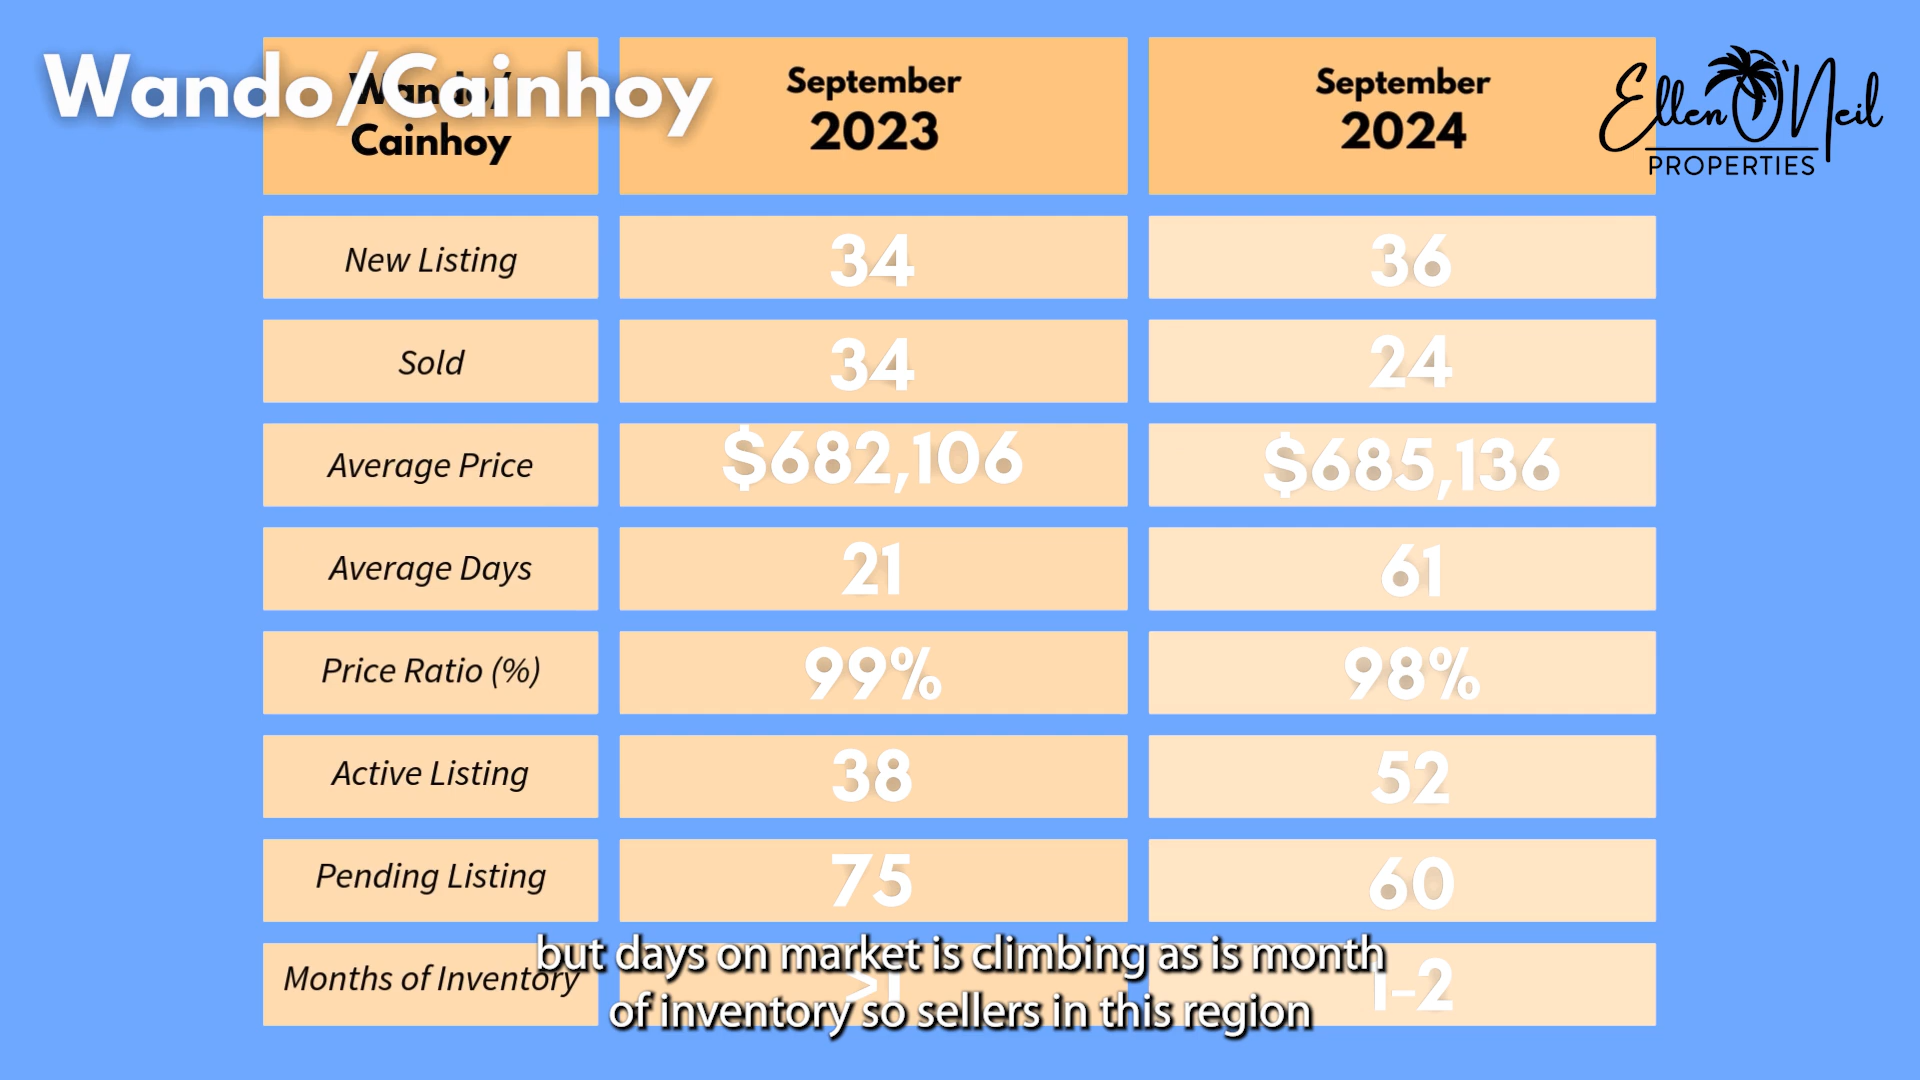 Wando/Cainhoy
Wando/
Cainhoy
September
2023
September
2024
Ellen O'Neil
PROPERTIES
New Listing
34
36
Sold
34
24
Average Price
$682,106
$685,136
Average Days
21
61
Price Ratio (%)
99%
98%
Active Listing
38
52
Pending Listing
75
60
Months of Inventory
>1
1-2
but days on market is climbing as is month
of inventory so sellers in this region